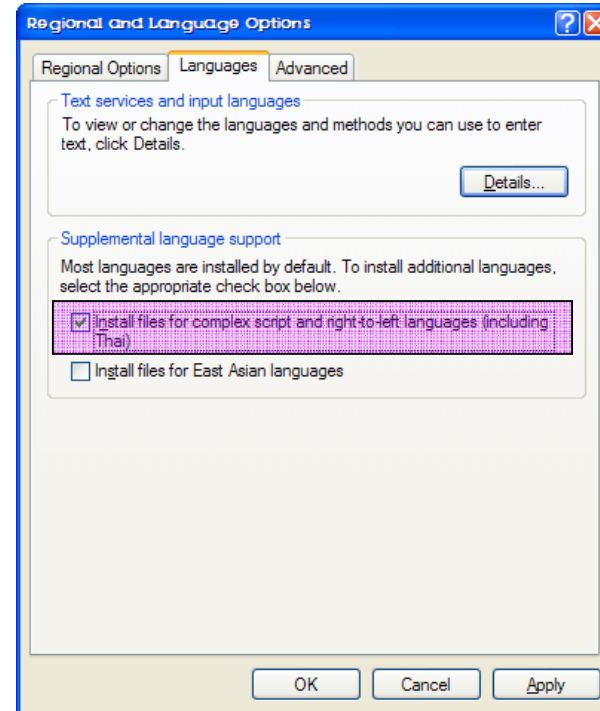 Regional and Language Options
Regional Options Languages Advanced
Text services and input languages
To view or change the languages and methods you can use to enter
text, click Details.
Details...
Supplemental language support
Most languages are installed by default. To install additional languages,
select the appropriate check box below.
Install files for complex script and right-to-left languages (including
Thai)
Install files for East Asian languages
OK Cancel Apply